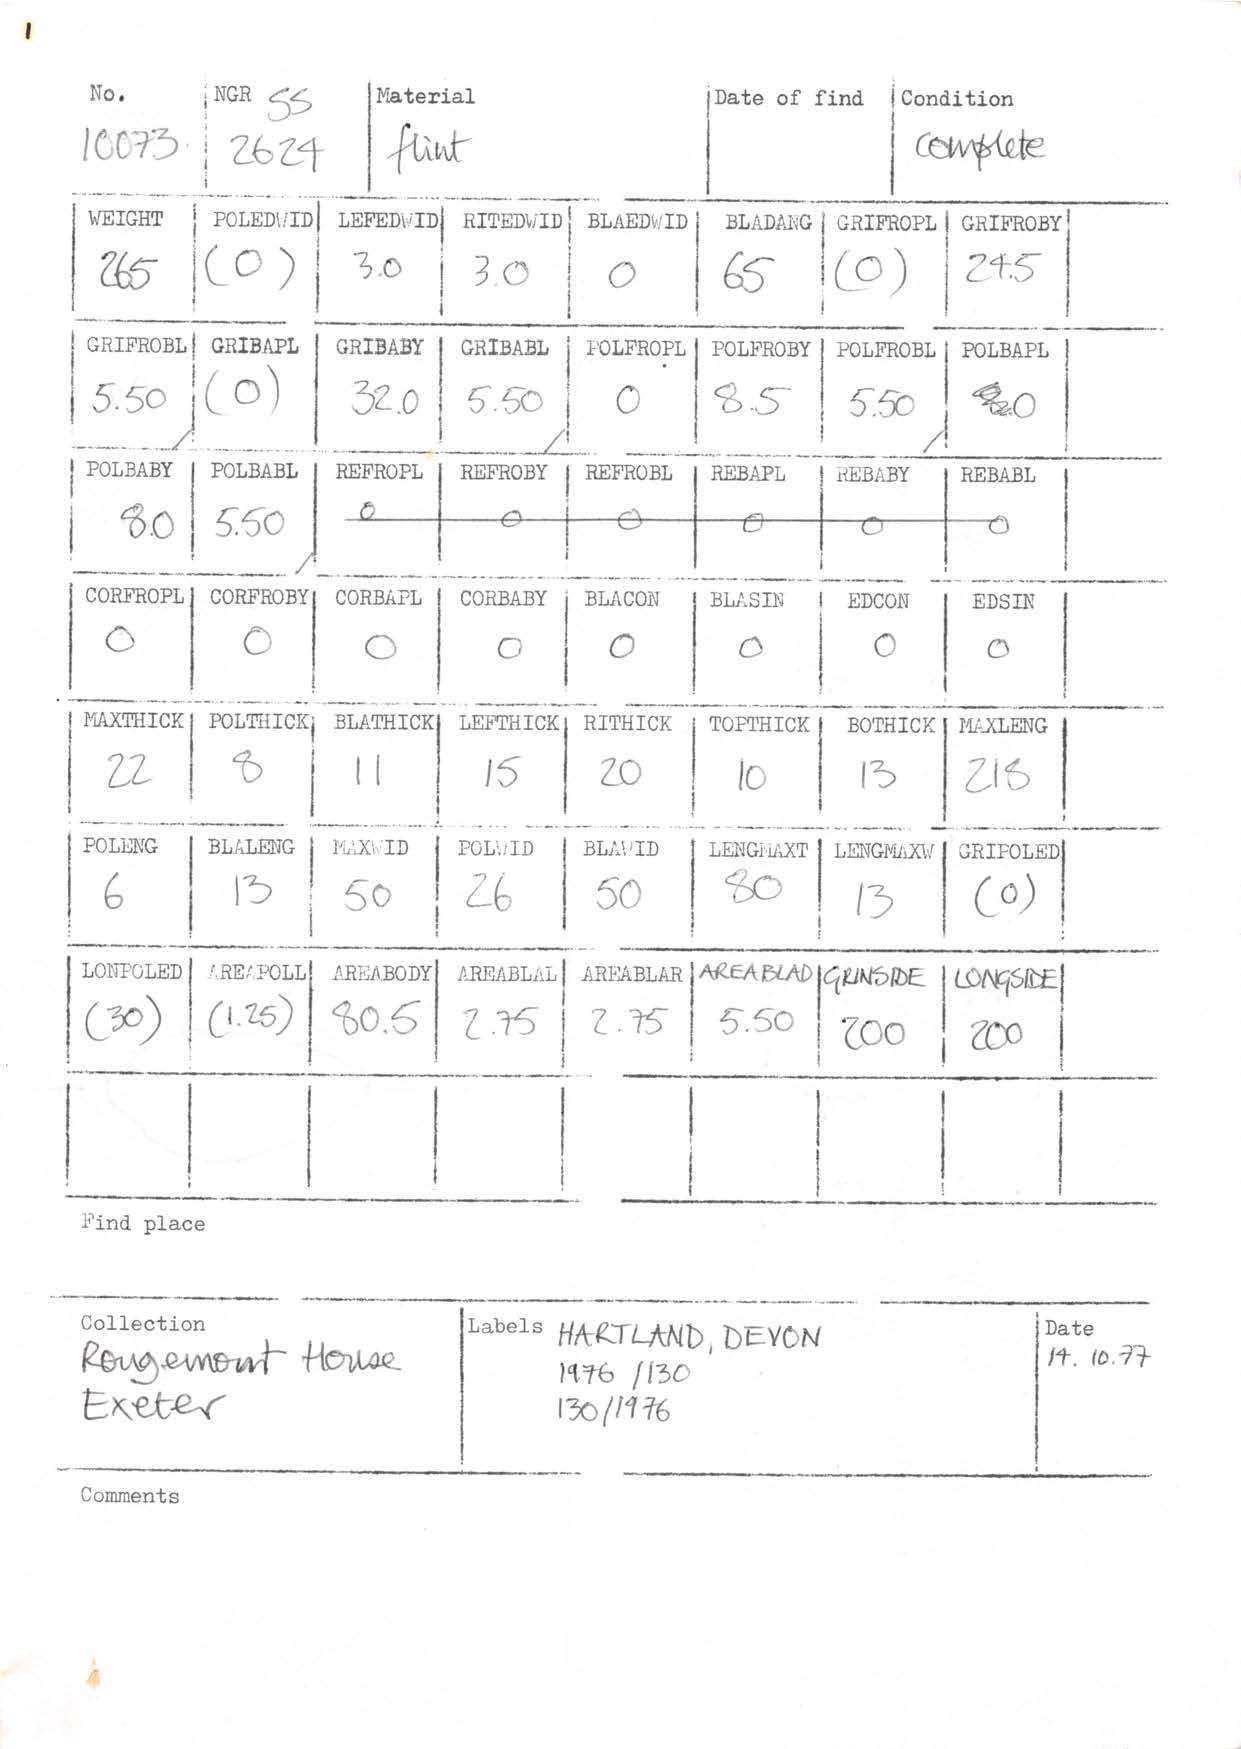 1
No. NGR SS Material Date of find Condition
10073 2624 flint complete
WEIGHT POLEDWID LEFEDWID RITEDWID BLAEDWID BLADANG GRIFROPL GRIFROBY
265 (0) 3.0 3.0 0 65 (0) 24.5
GRIFROBL GRIBAPL GRIBABY GRIBABL POLFROPL POLFROBY POLFROBL POLBAPL
5.50 (0) 32.0 5.50 0 8.5 5.50 0
POLBABY POLBABL REFROPL REFROBY REFROBL REBAPL REBABY REBABL
8.0 5.50 0 0 0 0 0 0
CORFROPL CORFROBY CORBAPL CORBABY BLACON BLASIN EDCON EDSIN
0 0 0 0 0 0 0 0
MAXTHICK POLTHICK BLATHICK LEFTHICK RITHICK TOPTHICK BOTHICK MAXLENG
22 8 11 15 20 10 13 218
POLENG BLALENG MAXWID POLWID BLAWID LENGMAXT LENGMAXW GRIPOLED
6 13 50 26 50 80 13 (0)
LONPOLED AREAPOLL AREABODY AREABLAL AREABLAR AREABLAD GRINSIDE LONGSIDE
(30) (1.25) 80.5 2.75 2.75 5.50 200 200
Find place
Collection Labels HARTLAND, DEVON Date
Rougemont House 1976/130 14.10.77
Exeter 130/1976
Comments